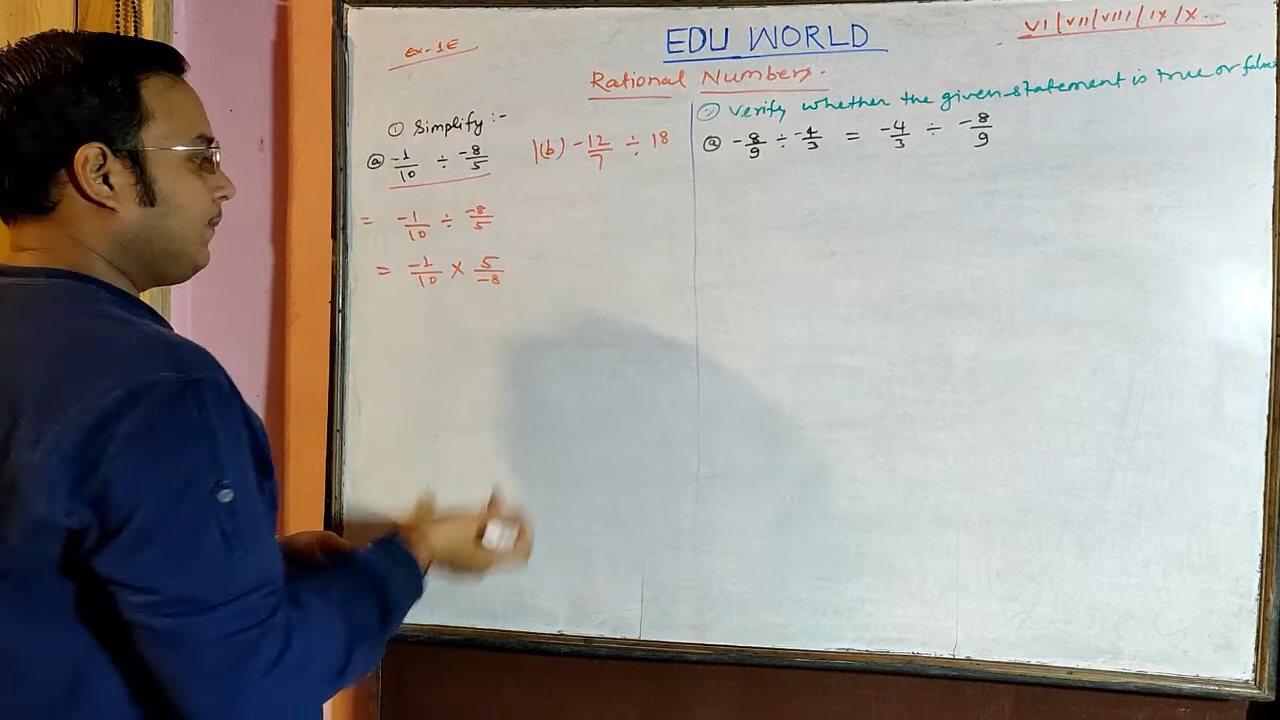 EDU WORLD
VI/VII/VIII/IX/X.
Ex-1E
Rational Numbers.
① Simplify :-
ⓐ -1/10 ÷ -8/5
= -1/10 ÷ -8/5
= -1/10 × 5/-8
1(b) -12/7 ÷ 18
② Verify whether the given statement is true or false
ⓐ -8/9 ÷ -4/3 = -4/3 ÷ -8/9